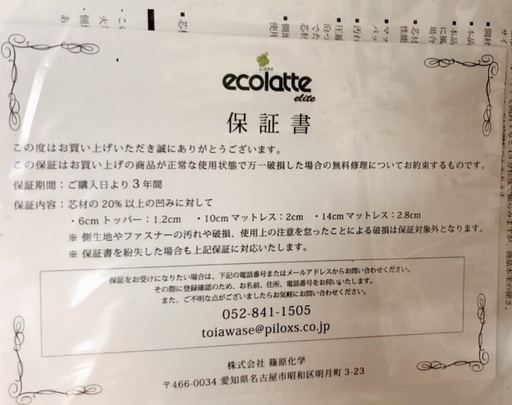 ecolatte
elite
保証書
この度はお買い上げいただき誠にありがとうございます。
この保証はお買い上げの商品が正常な使用状態で万一破損した場合の無料修理についてお約束するものです。
保証期間：ご購入日より３年間
保証内容：芯材の20%以上の凹みに対して
・6cmトッパー：1.2cm ・10cmマットレス：2cm ・14cmマットレス：2.8cm
※ 側生地やファスナーの汚れや破損、使用上の注意を怠ったことによる破損は保証対象外となります。
※ 保証書を紛失した場合も上記保証に対応いたします。
保証をお受けになりたい場合は、下記の電話番号またはメールアドレスからお問い合わせください。
その際に登録確認のため、お名前、住所、電話番号をお伺いいたします。
また、ご不明な点がございましたらお気軽にお問い合わせください。
052-841-1505
toiawase@piloxs.co.jp
株式会社 篠原化学
〒466-0034 愛知県名古屋市昭和区明月町3-23